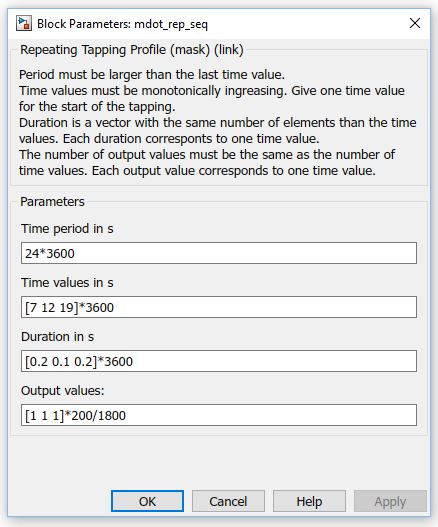 Block Parameters: mdot_rep_seq
Repeating Tapping Profile (mask) (link)
Period must be larger than the last time value.
Time values must be monotonically ingreasing. Give one time value
for the start of the tapping.
Duration is a vector with the same number of elements than the time
values. Each duration corresponts to one time value.
The number of output values must be the same as the number of
time values. Each output value corresponds to one time value.
Parameters
Time period in s
24*3600
Time values in s
[7 12 19]*3600
Duration in s
[0.2 0.1 0.2]*3600
Output values:
[1 1 1]*200/1800
OK Cancel Help Apply